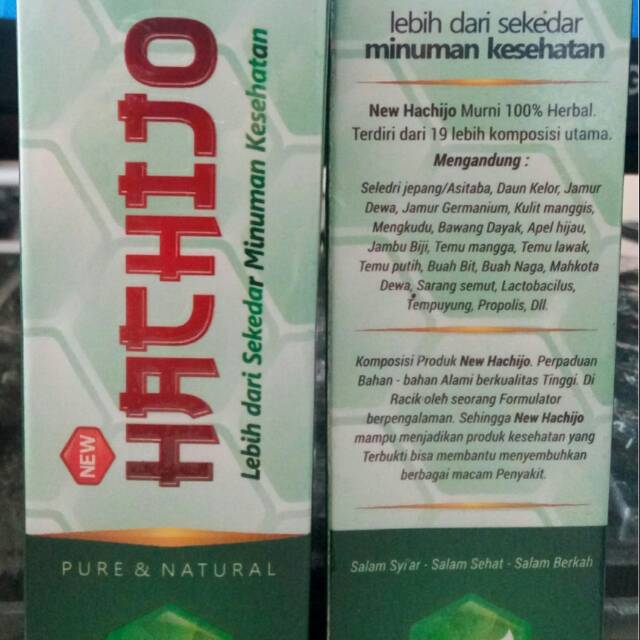 NEW
HACHIJO
Lebih dari Sekedar Minuman Kesehatan
PURE & NATURAL
lebih dari sekedar
minuman kesehatan
New Hachijo Murni 100% Herbal.
Terdiri dari 19 lebih komposisi utama.
Mengandung :
Seledri jepang/Asitaba, Daun Kelor, Jamur
Dewa, Jamur Germanium, Kulit manggis,
Mengkudu, Bawang Dayak, Apel hijau,
Jambu Biji, Temu mangga, Temu lawak,
Temu putih, Buah Bit, Buah Naga, Mahkota
Dewa, Sarang semut, Lactobacilus,
Tempuyung, Propolis, Dll.
Komposisi Produk New Hachijo. Perpaduan
Bahan - bahan Alami berkualitas Tinggi. Di
Racik oleh seorang Formulator
berpengalaman. Sehingga New Hachijo
mampu menjadikan produk kesehatan yang
Terbukti bisa membantu menyembuhkan
berbagai macam Penyakit.
Salam Syi'ar - Salam Sehat - Salam Berkah